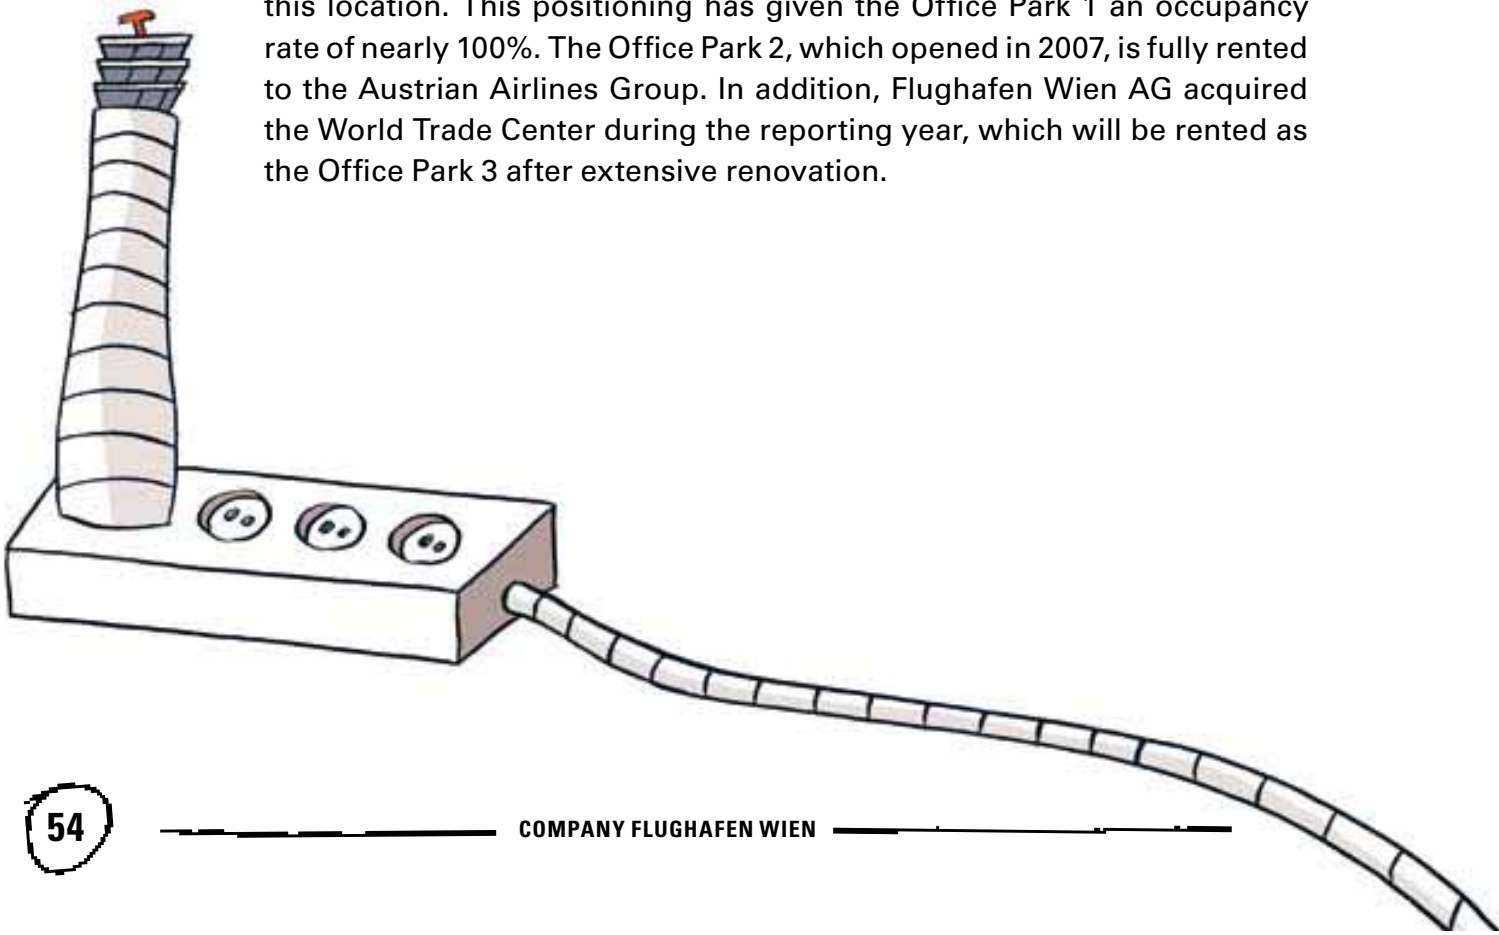 this location. This positioning has given the Office Park 1 an occupancy
rate of nearly 100%. The Office Park 2, which opened in 2007, is fully rented
to the Austrian Airlines Group. In addition, Flughafen Wien AG acquired
the World Trade Center during the reporting year, which will be rented as
the Office Park 3 after extensive renovation.
54
COMPANY FLUGHAFEN WIEN